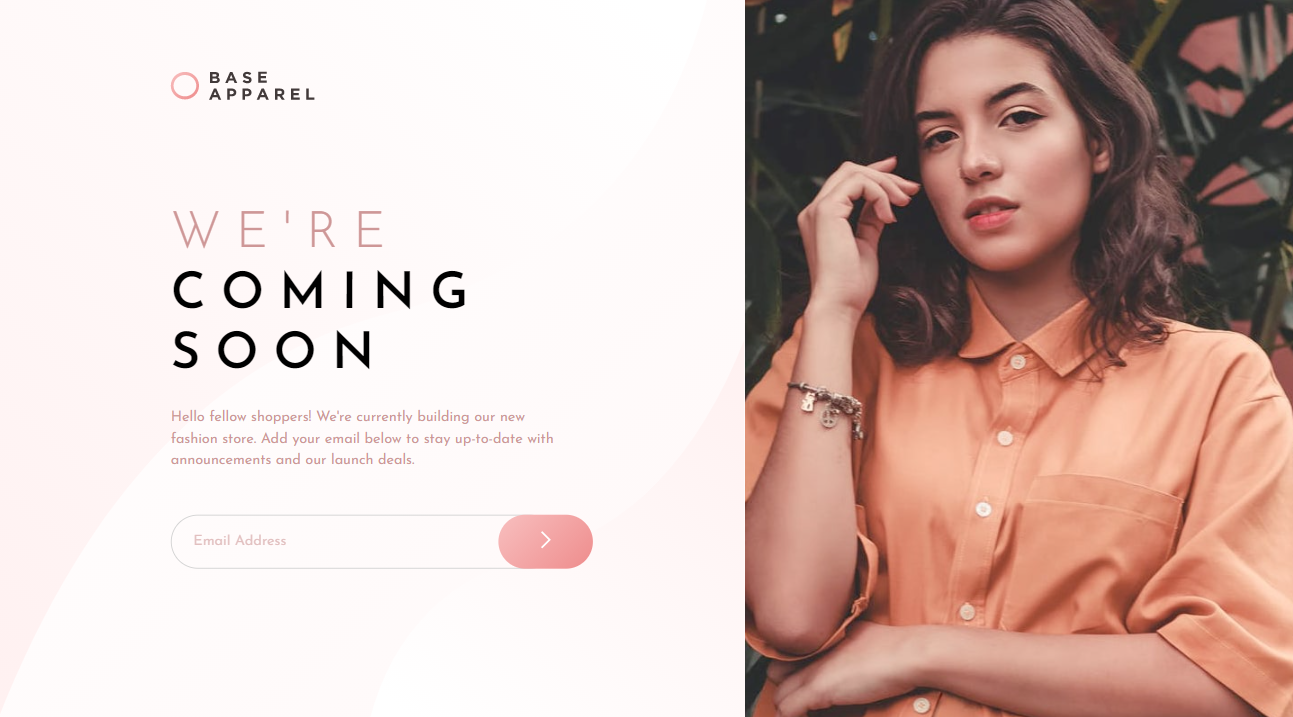 BASE
APPAREL
WE'RE
COMING
SOON
Hello fellow shoppers! We're currently building our new
fashion store. Add your email below to stay up-to-date with
announcements and our launch deals.
Email Address